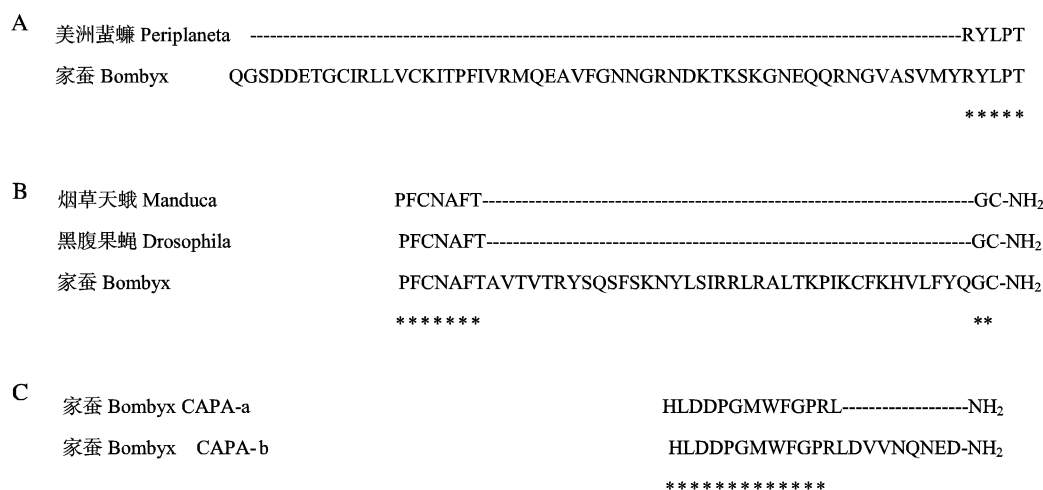 A 美洲蜚蠊 Periplaneta ----------------------------------------------------------------------------------------------------------------RYLPT
家蚕 Bombyx QGSDDETGCIRLLVCKITPFIVRMQEAVFGNNGRNDKTKSKGNEQQRNGVASVMYRYLPT
*****
B 烟草天蛾 Manduca PFCNAFT---------------------------------------------------------------------------GC-NH₂
黑腹果蝇 Drosophila PFCNAFT---------------------------------------------------------------------------GC-NH₂
家蚕 Bombyx PFCNAFTAVTVTRYSQSFSKNYLSIRRLRALTKPIKCFKHVLFYQGC-NH₂
******* **
C 家蚕 Bombyx CAPA-a HLDDPGMWFGPRL-------------------NH₂
家蚕 Bombyx CAPA-b HLDDPGMWFGPRLDVVNQNED-NH₂
*************